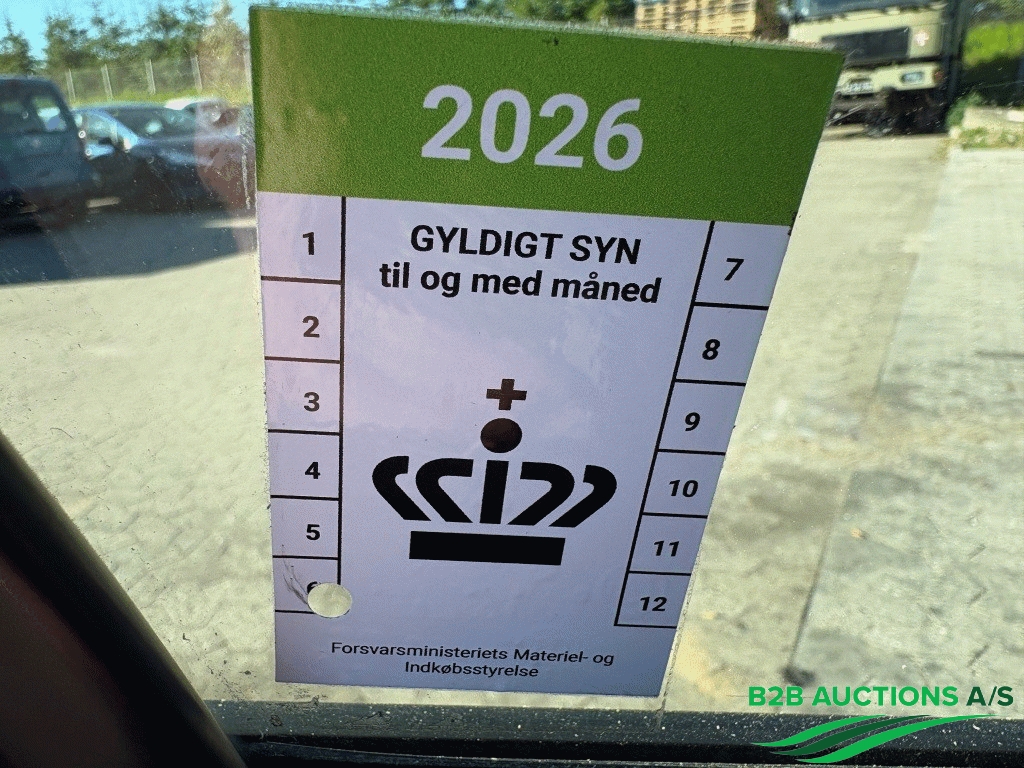 2026
GYLDIGT SYN
til og med måned
1
2
3
4
5
6
7
8
9
10
11
12
Forsvarsministeriets Materiel- og
Indkøbsstyrelse
B2B AUCTIONS A/S